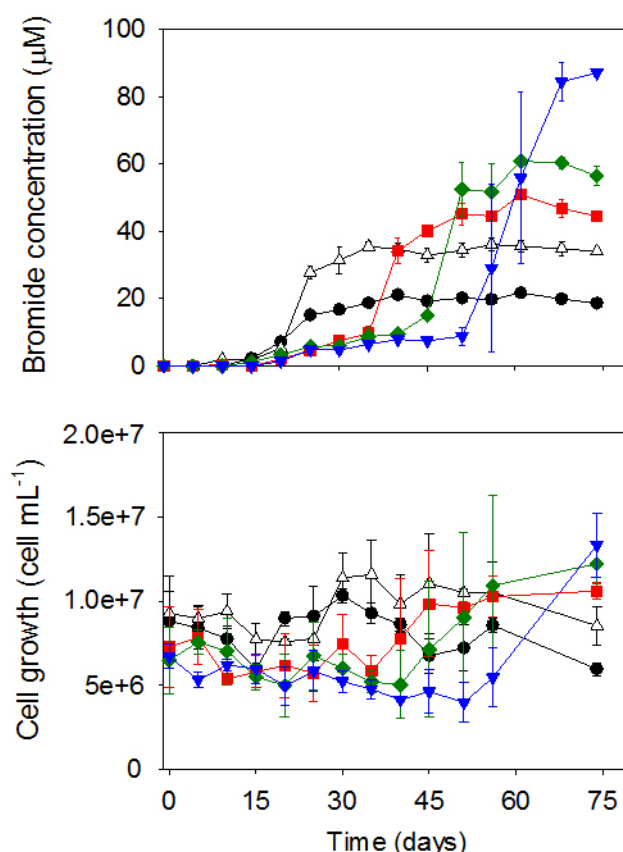 Bromide concentration (µM)
100
80
60
40
20
0
Cell growth (cell mL-1)
2.0e+7
1.5e+7
1.0e+7
5e+6
0
0 15 30 45 60 75
Time (days)